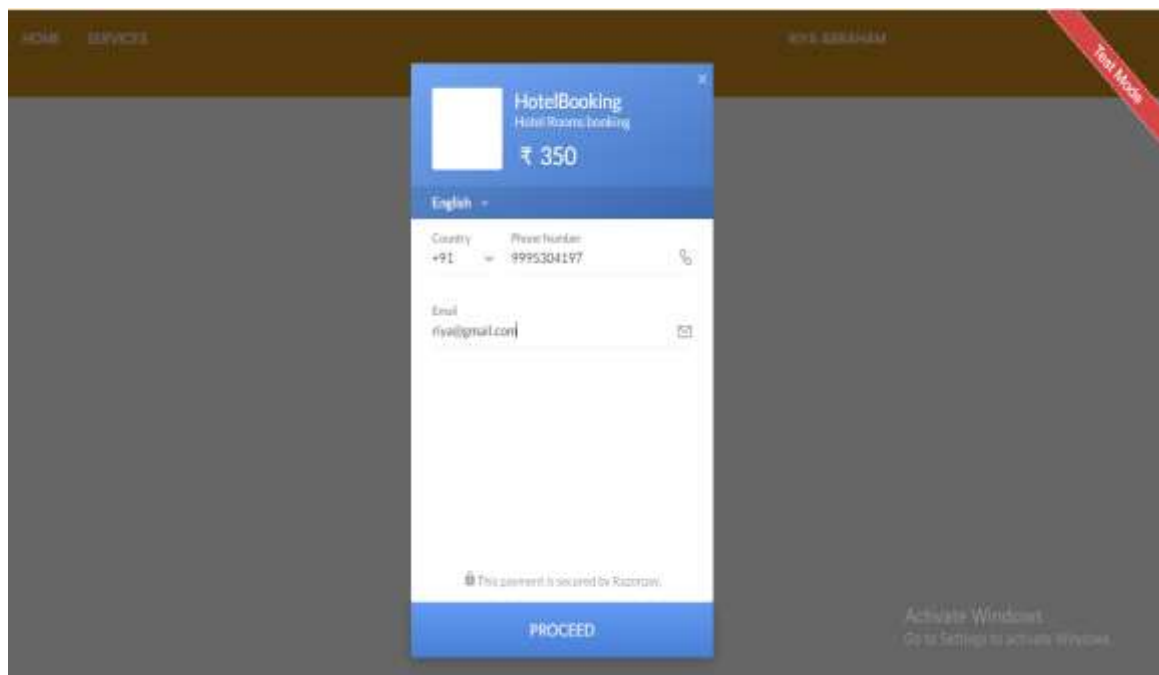 HOME SERVICES RIYA ABRAHAM
Test Mode
×
HotelBooking
Hotel Rooms booking
₹ 350
English
Country Phone Number
+91 9995304197
Email
riya@gmail.com
This payment is secured by Razorpay.
PROCEED
Activate Windows
Go to Settings to activate Windows.